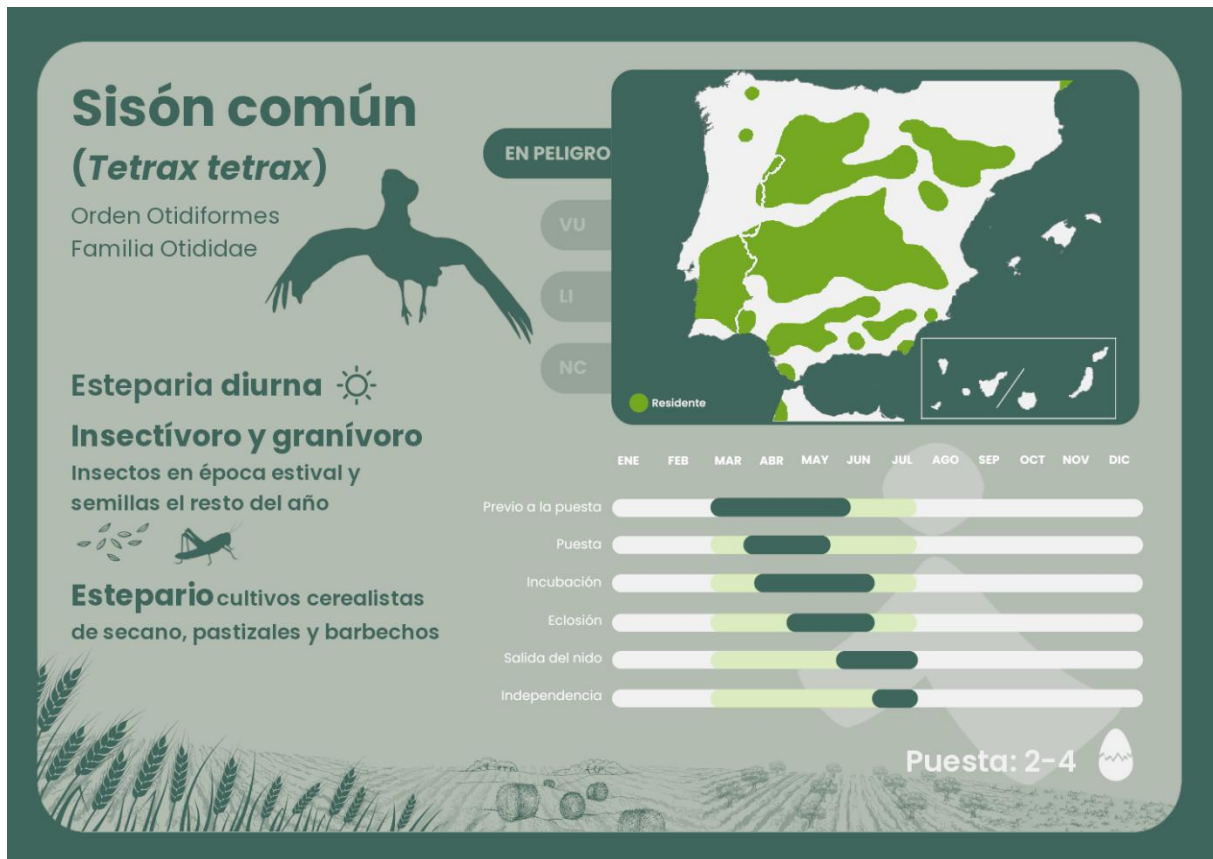 Sisón común
(Tetrax tetrax)
Orden Otidiformes
Familia Otididae
EN PELIGRO
VU
LI
NC
Esteparia diurna
Insectívoro y granívoro
Insectos en época estival y
semillas el resto del año
Estepario cultivos cerealistas
de secano, pastizales y barbechos
Residente
ENE FEB MAR ABR MAY JUN JUL AGO SEP OCT NOV DIC
Previo a la puesta
Puesta
Incubación
Eclosión
Salida del nido
Independencia
Puesta: 2-4